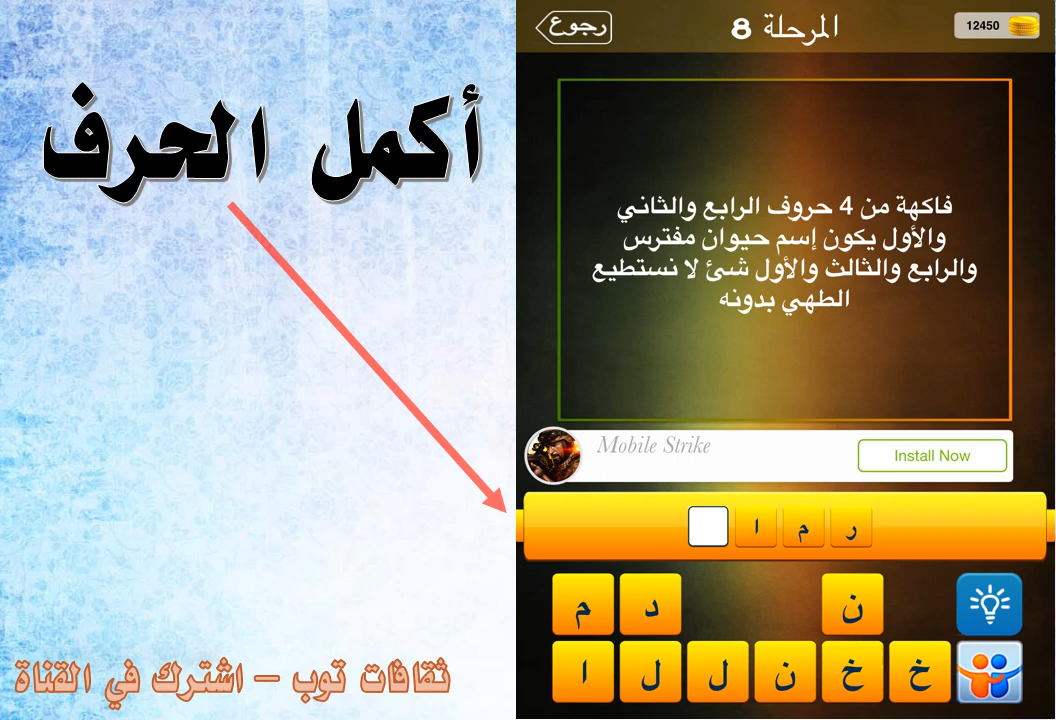 أكمل الحرف
ثقافات توب – اشترك في القناة
رجوع
المرحلة 8
12450
فاكهة من 4 حروف الرابع والثاني
والأول يكون إسم حيوان مفترس
والرابع والثالث والأول شئ لا نستطيع
الطهي بدونه
Mobile Strike
Install Now
ر م ا
ن د م
خ خ ن ل ل ا